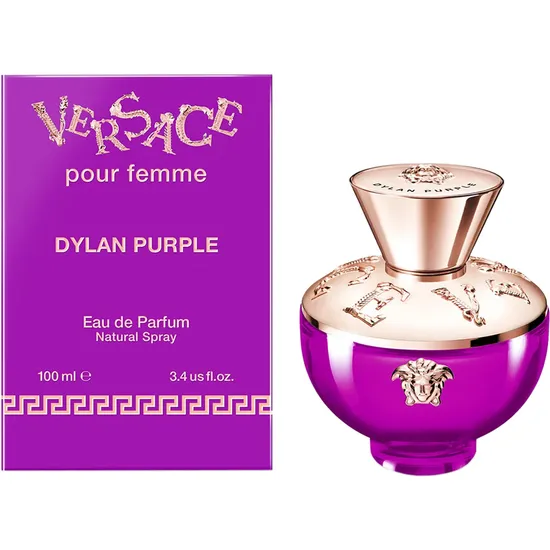 VERSACE
pour femme
DYLAN PURPLE
Eau de Parfum
Natural Spray
100 ml ℮ 3.4 us fl.oz.
DYLAN PURPLE